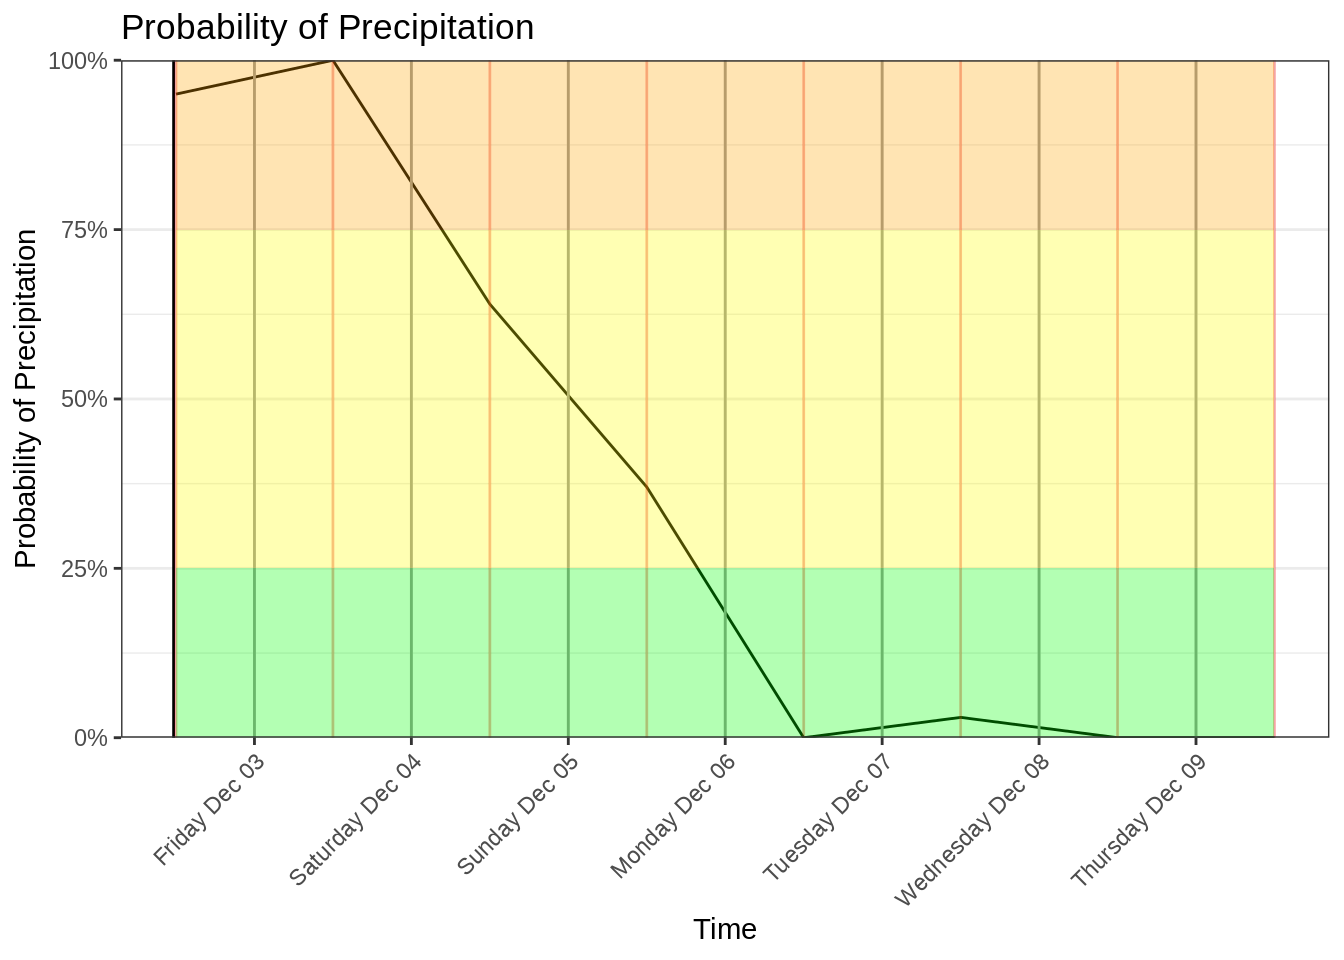 Probability of Precipitation
Probability of Precipitation
100%
75%
50%
25%
0%
Friday Dec 03
Saturday Dec 04
Sunday Dec 05
Monday Dec 06
Tuesday Dec 07
Wednesday Dec 08
Thursday Dec 09
Time